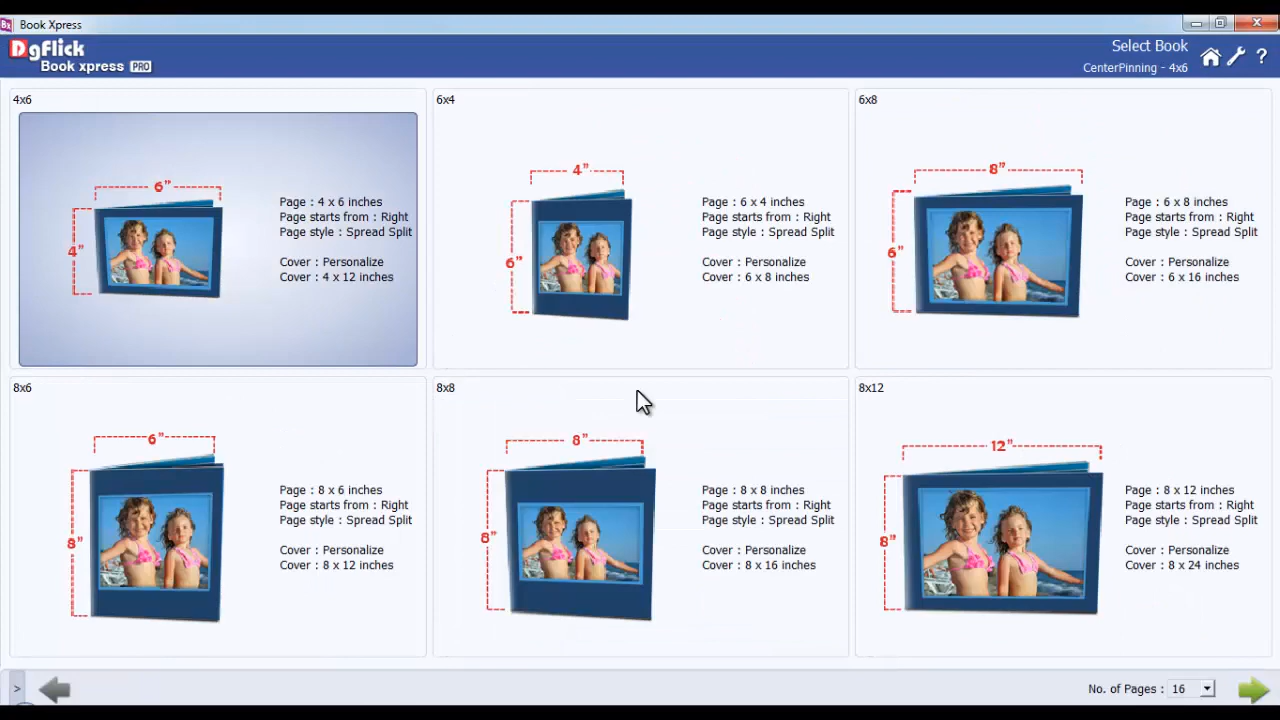 Bx Book Xpress
DgFlick
Book xpress PRO
Select Book
CenterPinning - 4x6
?
4x6
6"
4"
Page : 4 x 6 inches
Page starts from : Right
Page style : Spread Split
Cover : Personalize
Cover : 4 x 12 inches
6x4
4"
6"
Page : 6 x 4 inches
Page starts from : Right
Page style : Spread Split
Cover : Personalize
Cover : 6 x 8 inches
6x8
8"
6"
Page : 6 x 8 inches
Page starts from : Right
Page style : Spread Split
Cover : Personalize
Cover : 6 x 16 inches
8x6
6"
8"
Page : 8 x 6 inches
Page starts from : Right
Page style : Spread Split
Cover : Personalize
Cover : 8 x 12 inches
8x8
8"
8"
Page : 8 x 8 inches
Page starts from : Right
Page style : Spread Split
Cover : Personalize
Cover : 8 x 16 inches
8x12
12"
8"
Page : 8 x 12 inches
Page starts from : Right
Page style : Spread Split
Cover : Personalize
Cover : 8 x 24 inches
>
No. of Pages : 16